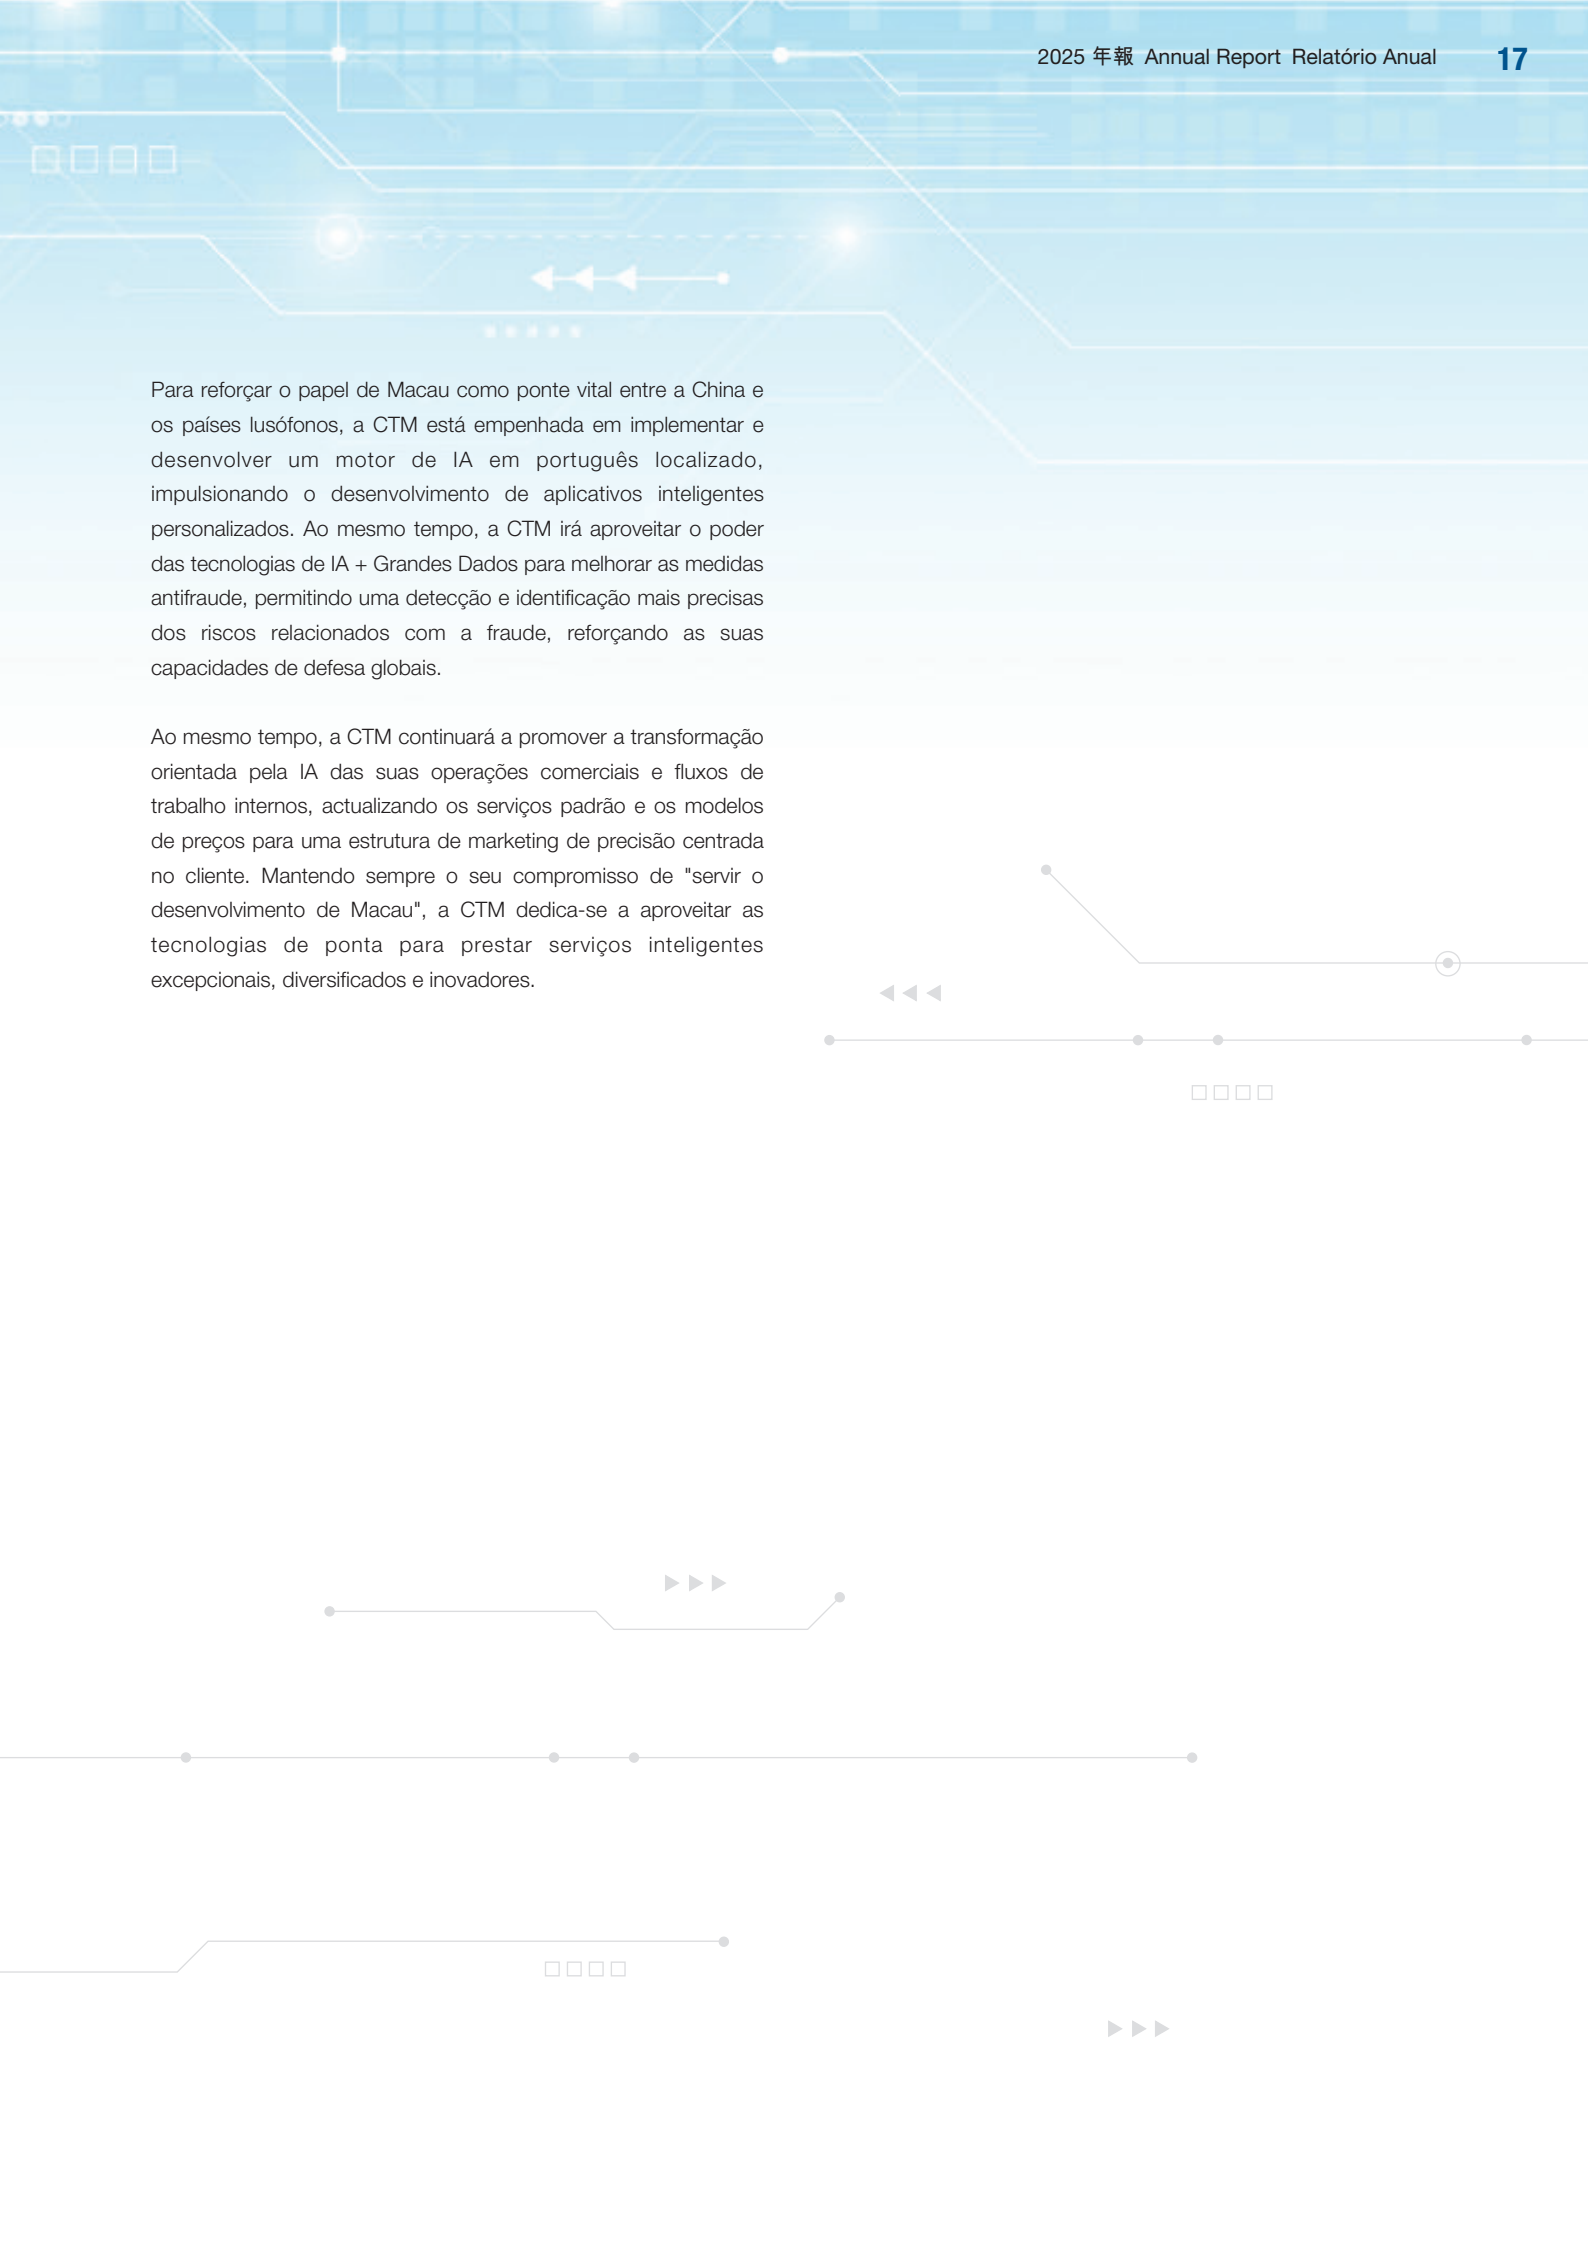 2025 年報 Annual Report Relatório Anual 17
Para reforçar o papel de Macau como ponte vital entre a China e
os países lusófonos, a CTM está empenhada em implementar e
desenvolver um motor de IA em português localizado,
impulsionando o desenvolvimento de aplicativos inteligentes
personalizados. Ao mesmo tempo, a CTM irá aproveitar o poder
das tecnologias de IA + Grandes Dados para melhorar as medidas
antifraude, permitindo uma detecção e identificação mais precisas
dos riscos relacionados com a fraude, reforçando as suas
capacidades de defesa globais.
Ao mesmo tempo, a CTM continuará a promover a transformação
orientada pela IA das suas operações comerciais e fluxos de
trabalho internos, actualizando os serviços padrão e os modelos
de preços para uma estrutura de marketing de precisão centrada
no cliente. Mantendo sempre o seu compromisso de "servir o
desenvolvimento de Macau", a CTM dedica-se a aproveitar as
tecnologias de ponta para prestar serviços inteligentes
excepcionais, diversificados e inovadores.